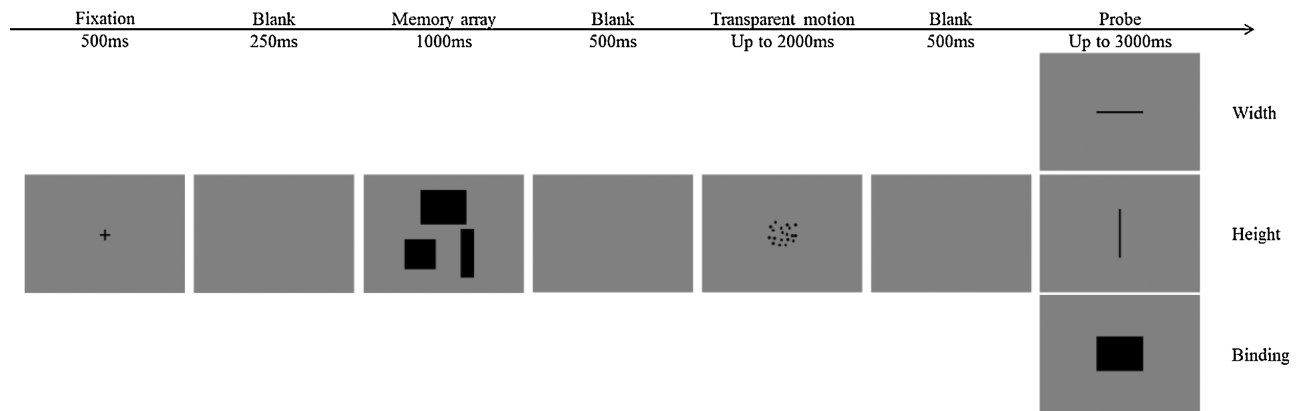 Fixation Blank Memory array Blank Transparent motion Blank Probe
500ms 250ms 1000ms 500ms Up to 2000ms 500ms Up to 3000ms
Width
Height
Binding